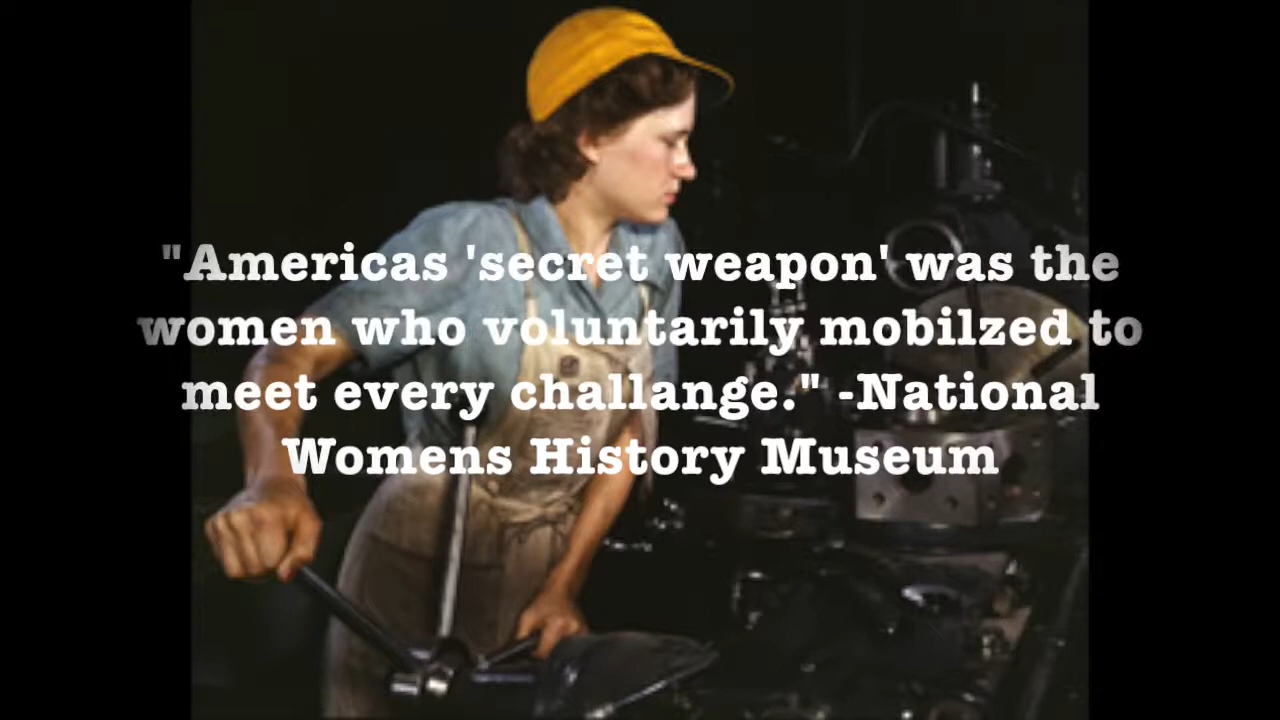 "Americas 'secret weapon' was the
women who voluntarily mobilzed to
meet every challange." -National
Womens History Museum